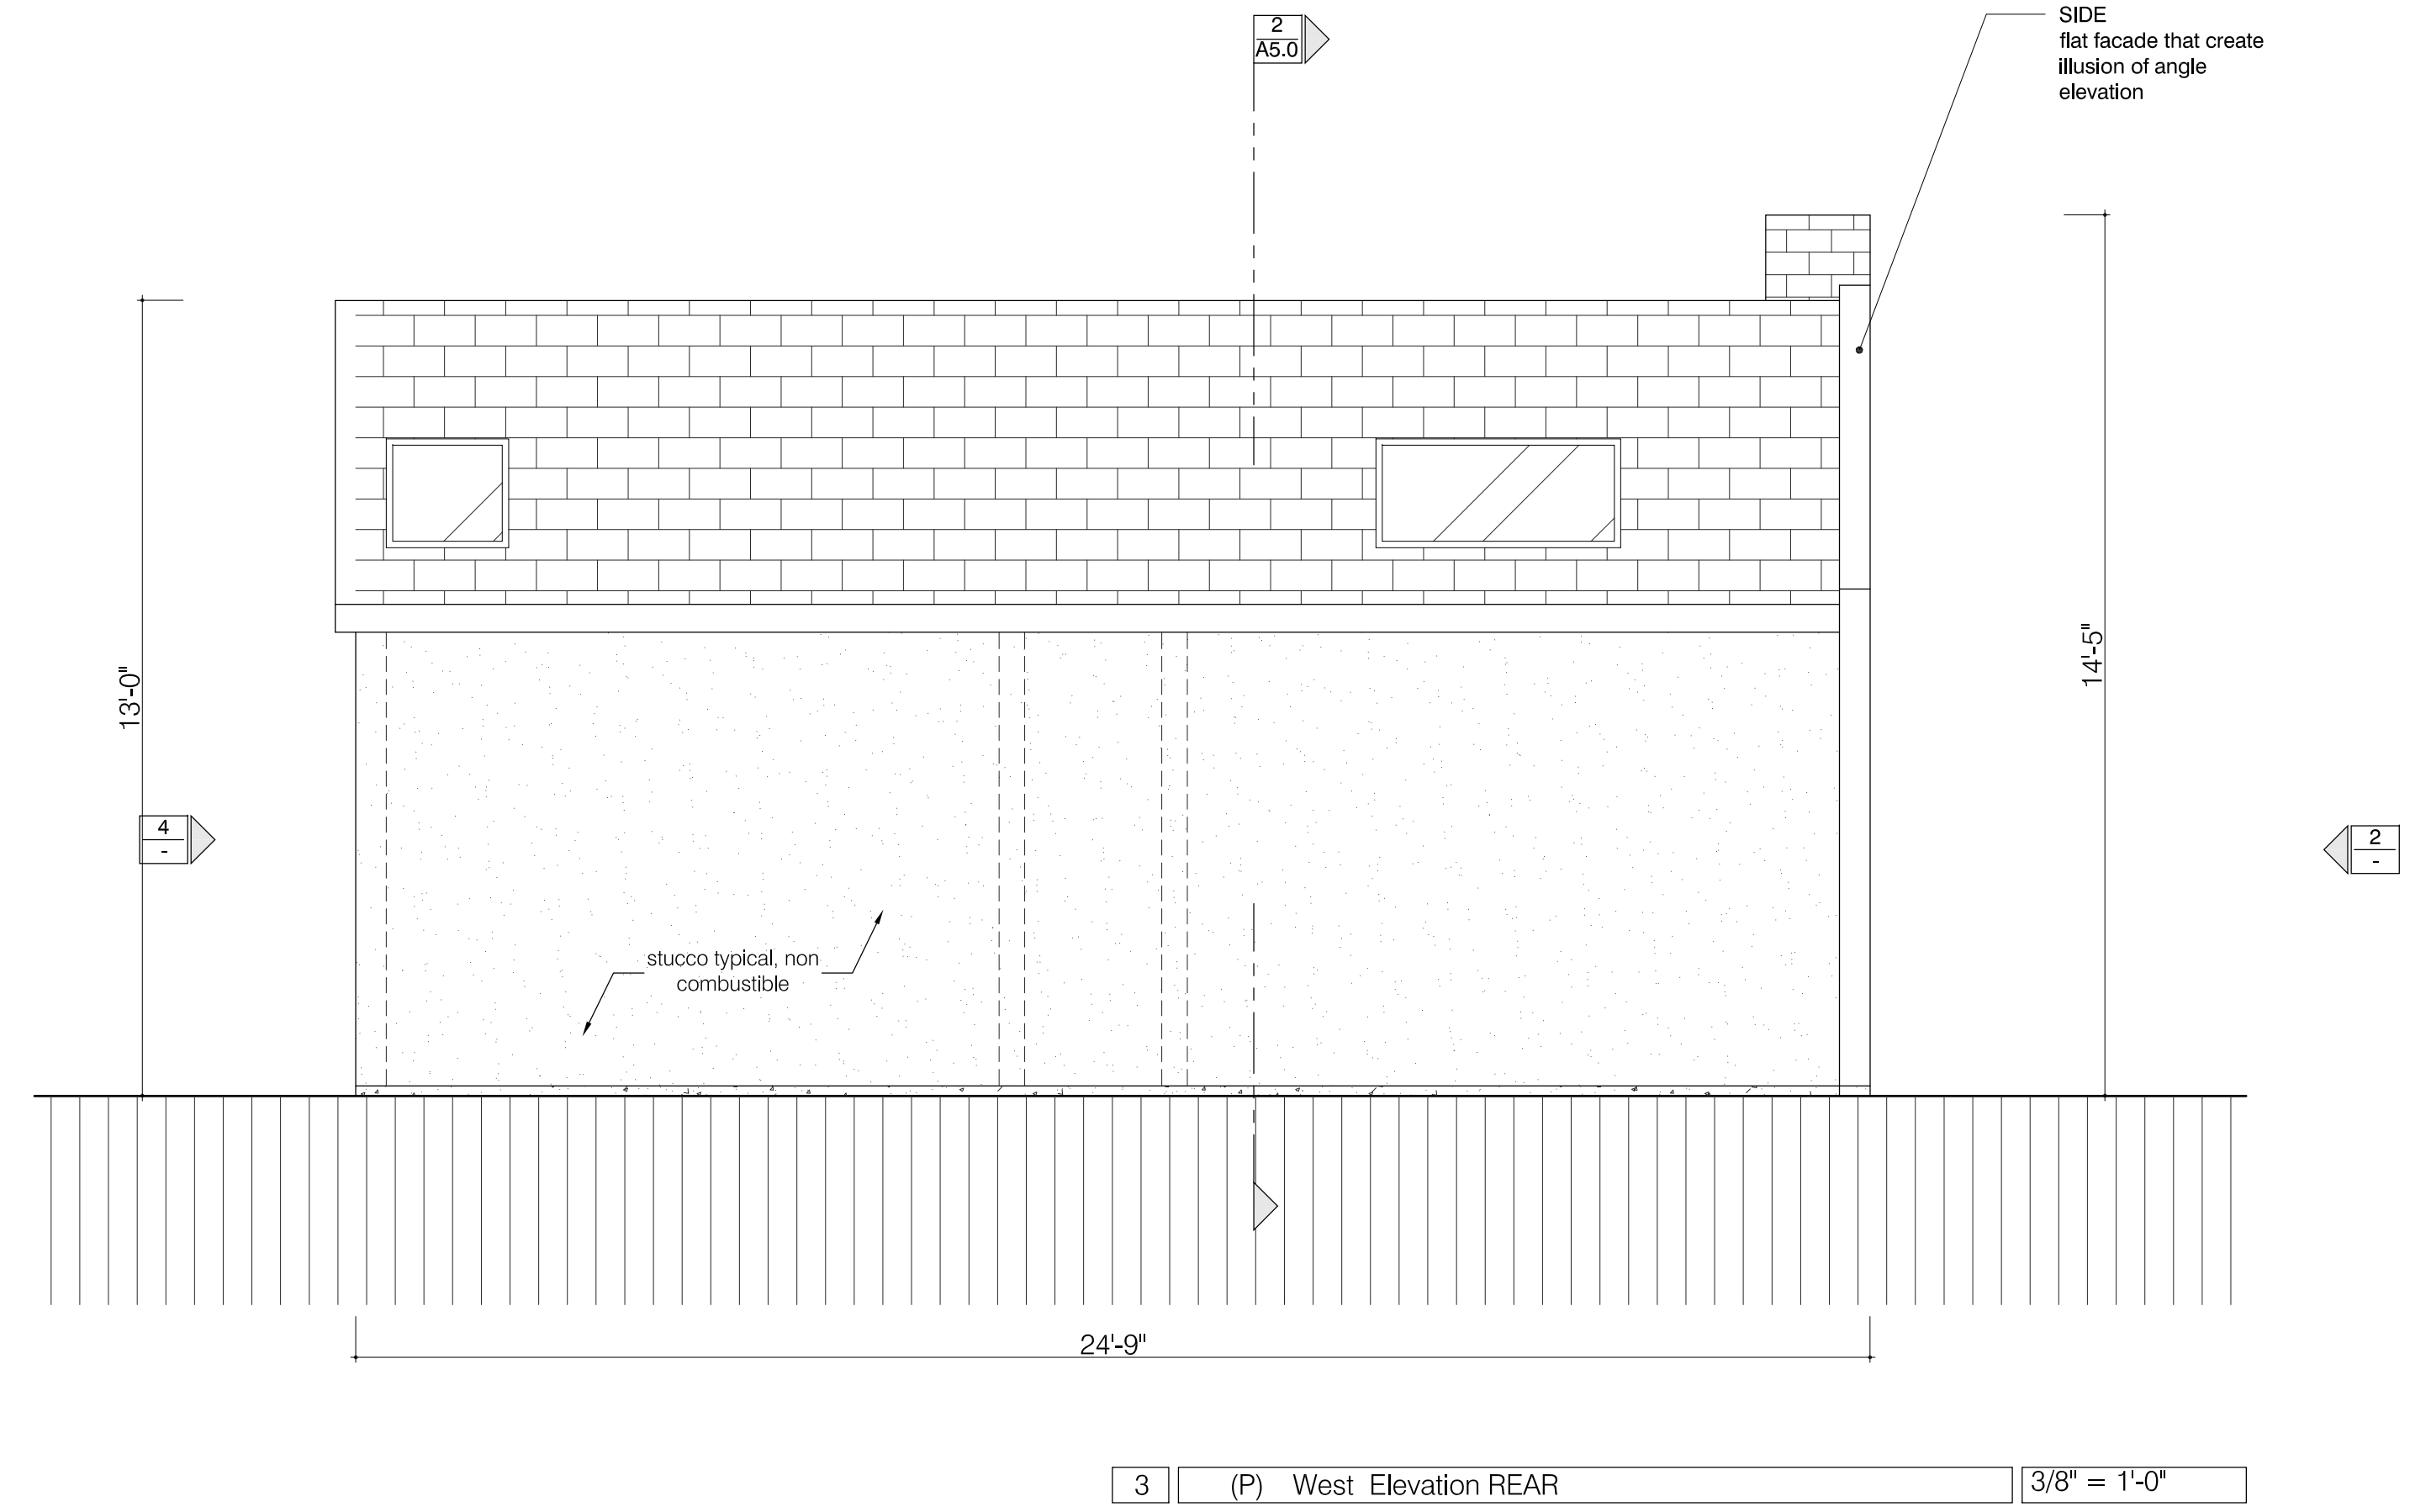 2
A5.0
SIDE
flat facade that create
illusion of angle
elevation
13'-0"
14'-5"
4
-
2
-
stucco typical, non
combustible
24'-9"
3
(P) West Elevation REAR
3/8" = 1'-0"